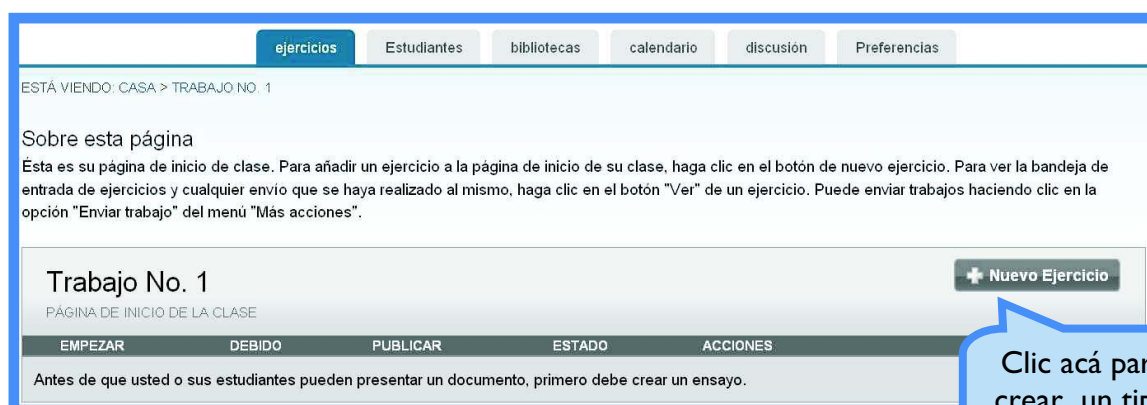 ejercicios Estudiantes bibliotecas calendario discusión Preferencias
ESTÁ VIENDO: CASA > TRABAJO NO. 1
Sobre esta página
Ésta es su página de inicio de clase. Para añadir un ejercicio a la página de inicio de su clase, haga clic en el botón de nuevo ejercicio. Para ver la bandeja de
entrada de ejercicios y cualquier envío que se haya realizado al mismo, haga clic en el botón "Ver" de un ejercicio. Puede enviar trabajos haciendo clic en la
opción "Enviar trabajo" del menú "Más acciones".
Trabajo No. 1
Nuevo Ejercicio
PÁGINA DE INICIO DE LA CLASE
EMPEZAR DEBIDO PUBLICAR ESTADO ACCIONES
Antes de que usted o sus estudiantes pueden presentar un documento, primero debe crear un ensayo.
Clic acá
crear un